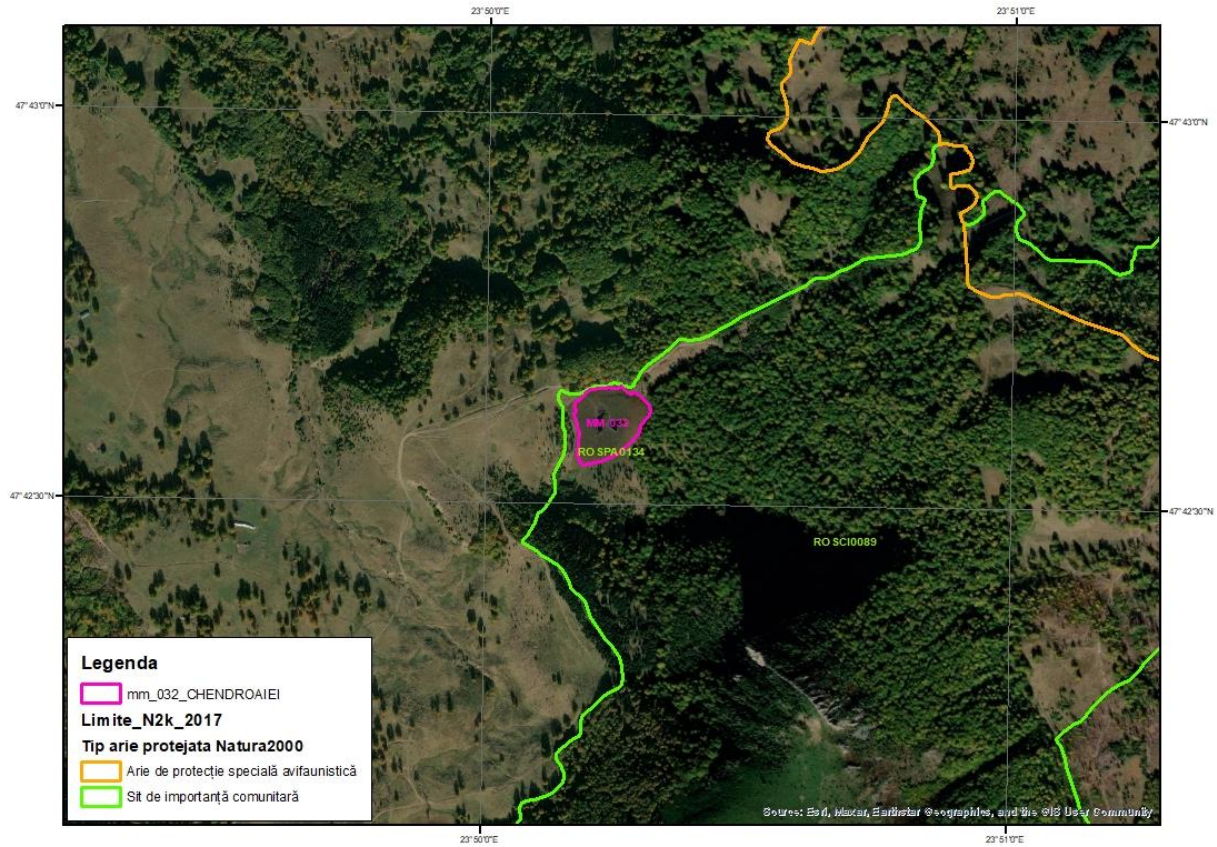 23°50'0"E
23°51'0"E
47°43'0"N
47°43'0"N
MM-032
RO SPA0134
47°42'30"N
47°42'30"N
RO SCI0089
Legenda
mm_032_CHENDROAIEI
Limite_N2k_2017
Tip arie protejata Natura2000
Arie de protecție specială avifaunistică
Sit de importanță comunitară
Source: Esri, Maxar, Earthstar Geographics, and the GIS User Community
23°50'0"E
23°51'0"E